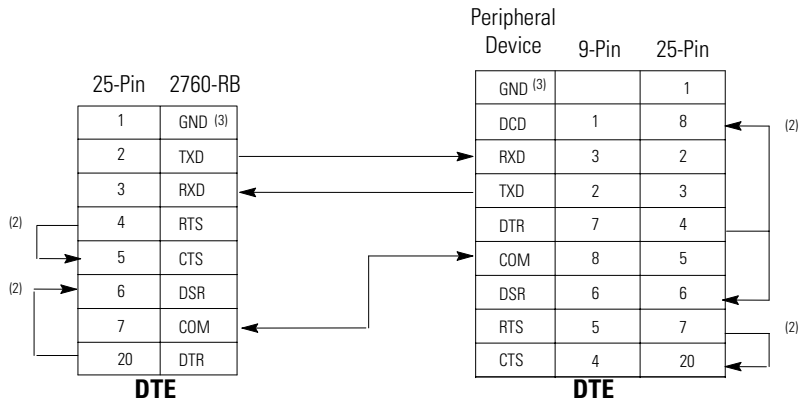 Peripheral
Device 9-Pin 25-Pin
25-Pin 2760-RB
GND (3) 1
1 GND (3)
DCD 1 8
(2)
2 TXD
RXD 3 2
3 RXD
TXD 2 3
(2)
4 RTS
DTR 7 4
5 CTS
COM 8 5
(2)
6 DSR
DSR 6 6
7 COM
RTS 5 7
(2)
20 DTR
CTS 4 20
DTE
DTE